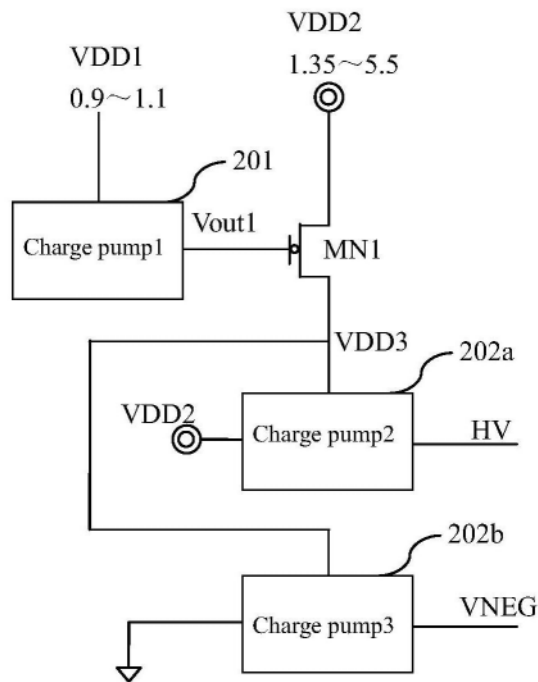 VDD2
1.35～5.5
VDD1
0.9～1.1
201
Vout1
Charge pump1
MN1
VDD3
202a
VDD2
Charge pump2
HV
202b
Charge pump3
VNEG